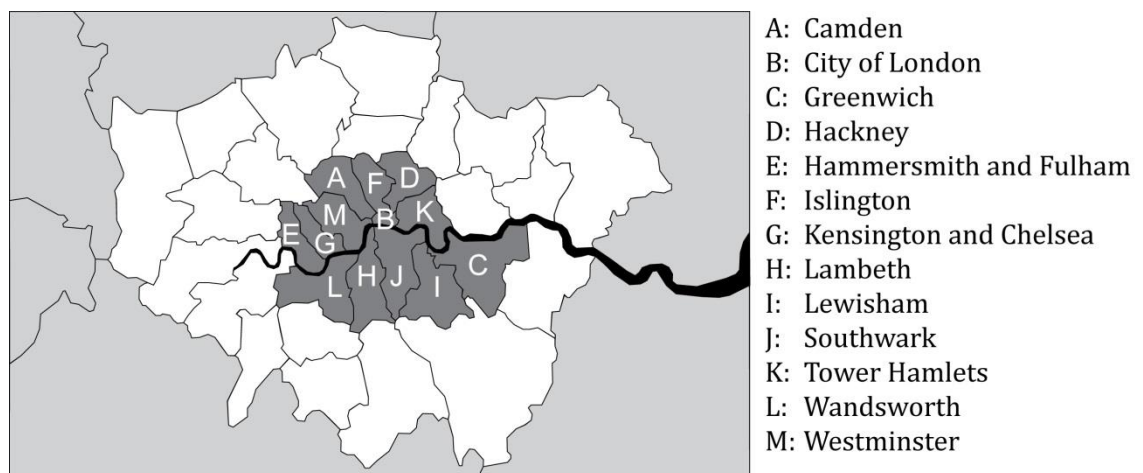 A
F
D
M
B
K
E
G
H
J
C
L
I
A: Camden
B: City of London
C: Greenwich
D: Hackney
E: Hammersmith and Fulham
F: Islington
G: Kensington and Chelsea
H: Lambeth
I: Lewisham
J: Southwark
K: Tower Hamlets
L: Wandsworth
M: Westminster